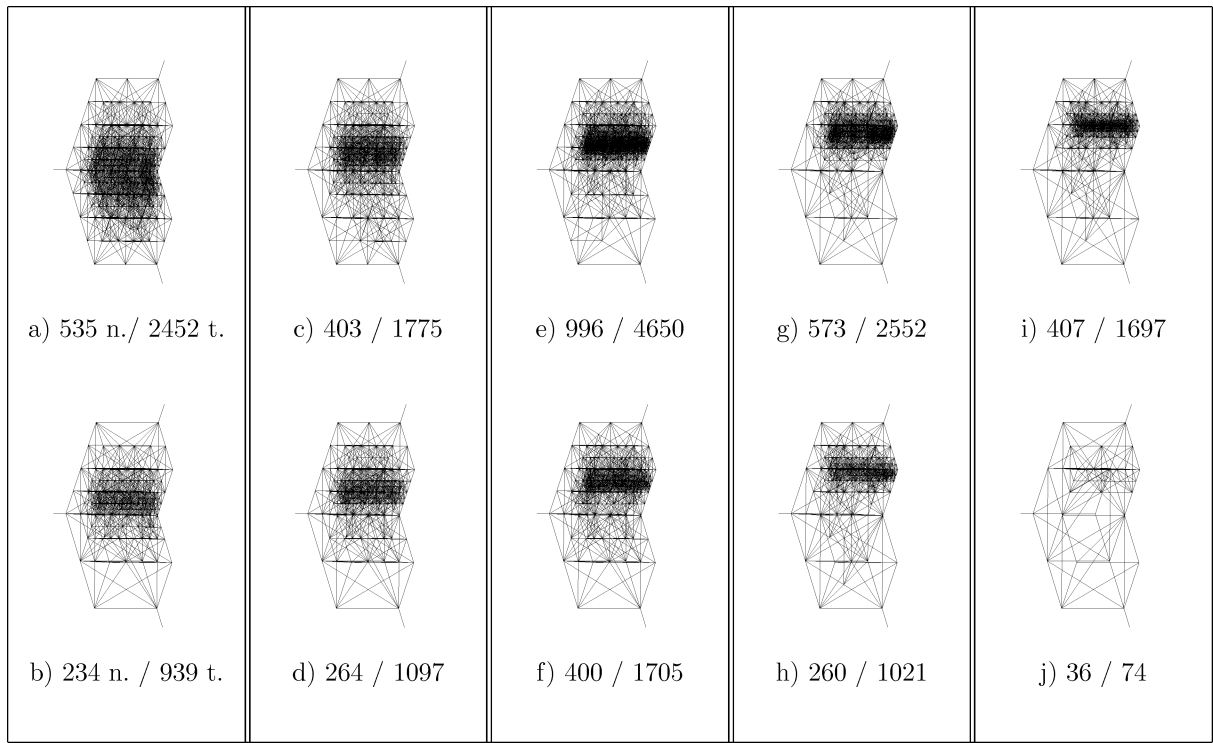 a) 535 n./ 2452 t.
c) 403 / 1775
e) 996 / 4650
g) 573 / 2552
i) 407 / 1697
b) 234 n. / 939 t.
d) 264 / 1097
f) 400 / 1705
h) 260 / 1021
j) 36 / 74